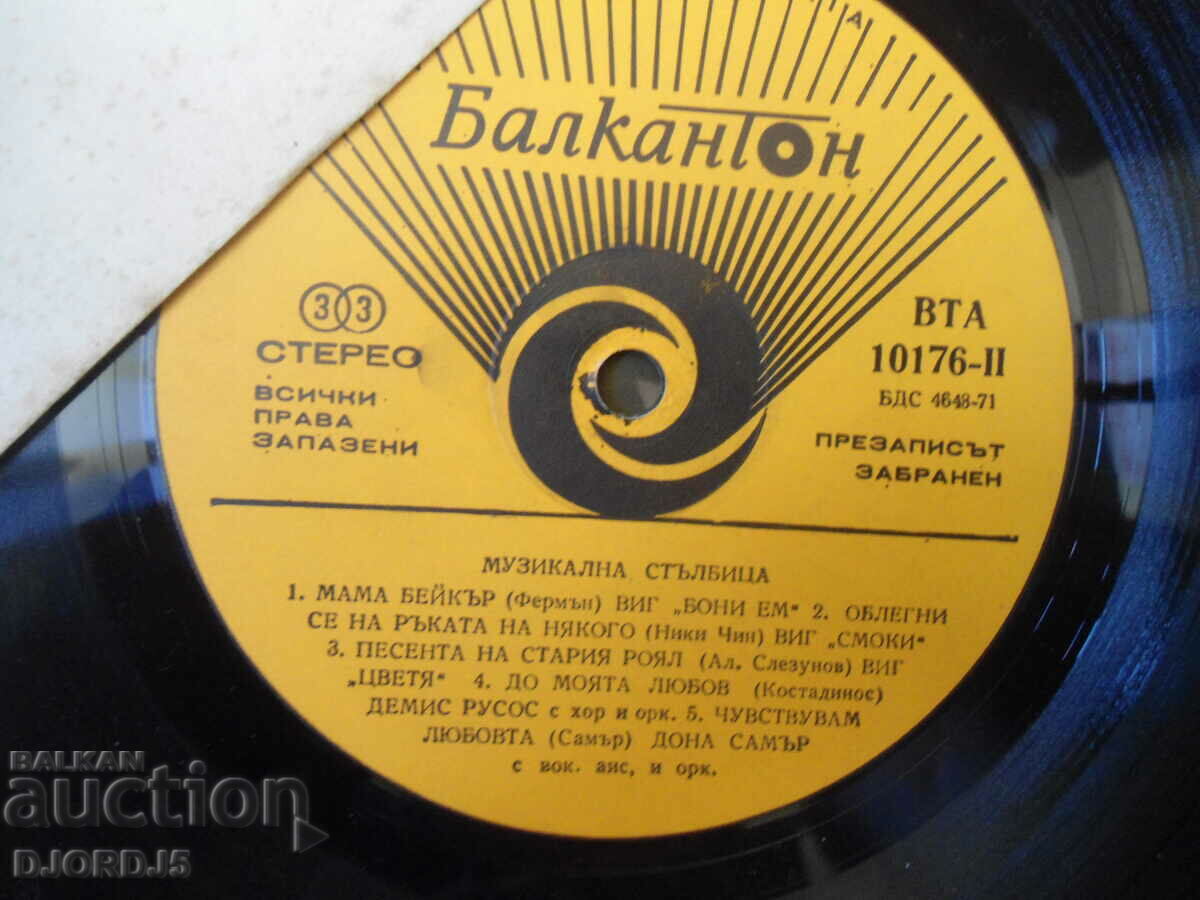 А
Балкантон
33
СТЕРЕО
ВСИЧКИ
ПРАВА
ЗАПАЗЕНИ
ВТА
10176-II
БДС 4648-71
ПРЕЗАПИСЪТ
ЗАБРАНЕН
МУЗИКАЛНА СТЪЛБИЦА
1. МАМА БЕЙКЪР (Фермън) ВИГ „БОНИ ЕМ“ 2. ОБЛЕГНИ
СЕ НА РЪКАТА НА НЯКОГО (Ники Чин) ВИГ „СМОКИ“
3. ПЕСЕНТА НА СТАРИЯ РОЯЛ (Ал. Слезунов) ВИГ
„ЦВЕТЯ“ 4. ДО МОЯТА ЛЮБОВ (Костадинос)
ДЕМИС РУСОС с хор и орк. 5. ЧУВСТВУВАМ
ЛЮБОВТА (Самър) ДОНА САМЪР
с вок. анс, и орк.
BALKAN
auction
DJORDJ5